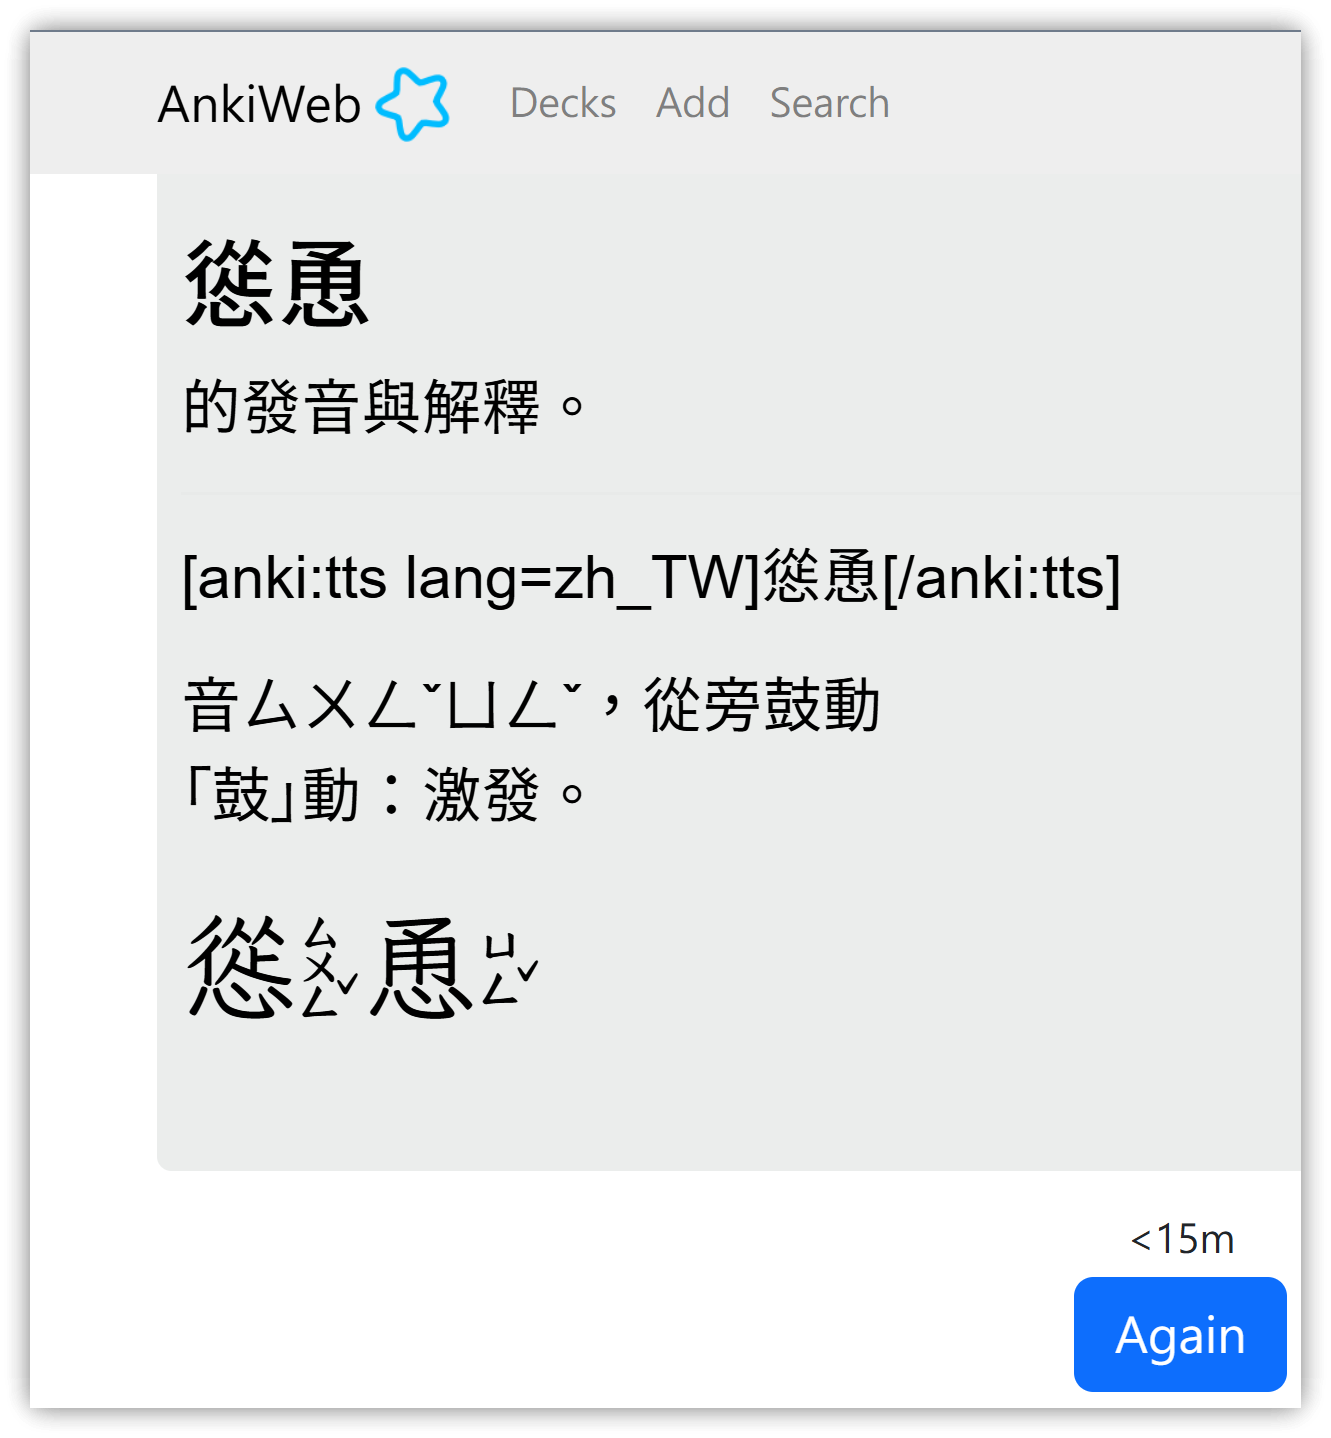 AnkiWeb Decks Add Search
慫恿
的發音與解釋。
[anki:tts lang=zh_TW]慫恿[/anki:tts]
音ㄙㄨㄥˇㄩㄥˇ，從旁鼓動
「鼓」動：激發。
慫ㄙㄨㄥˇ恿ㄩㄥˇ
<15m
Again